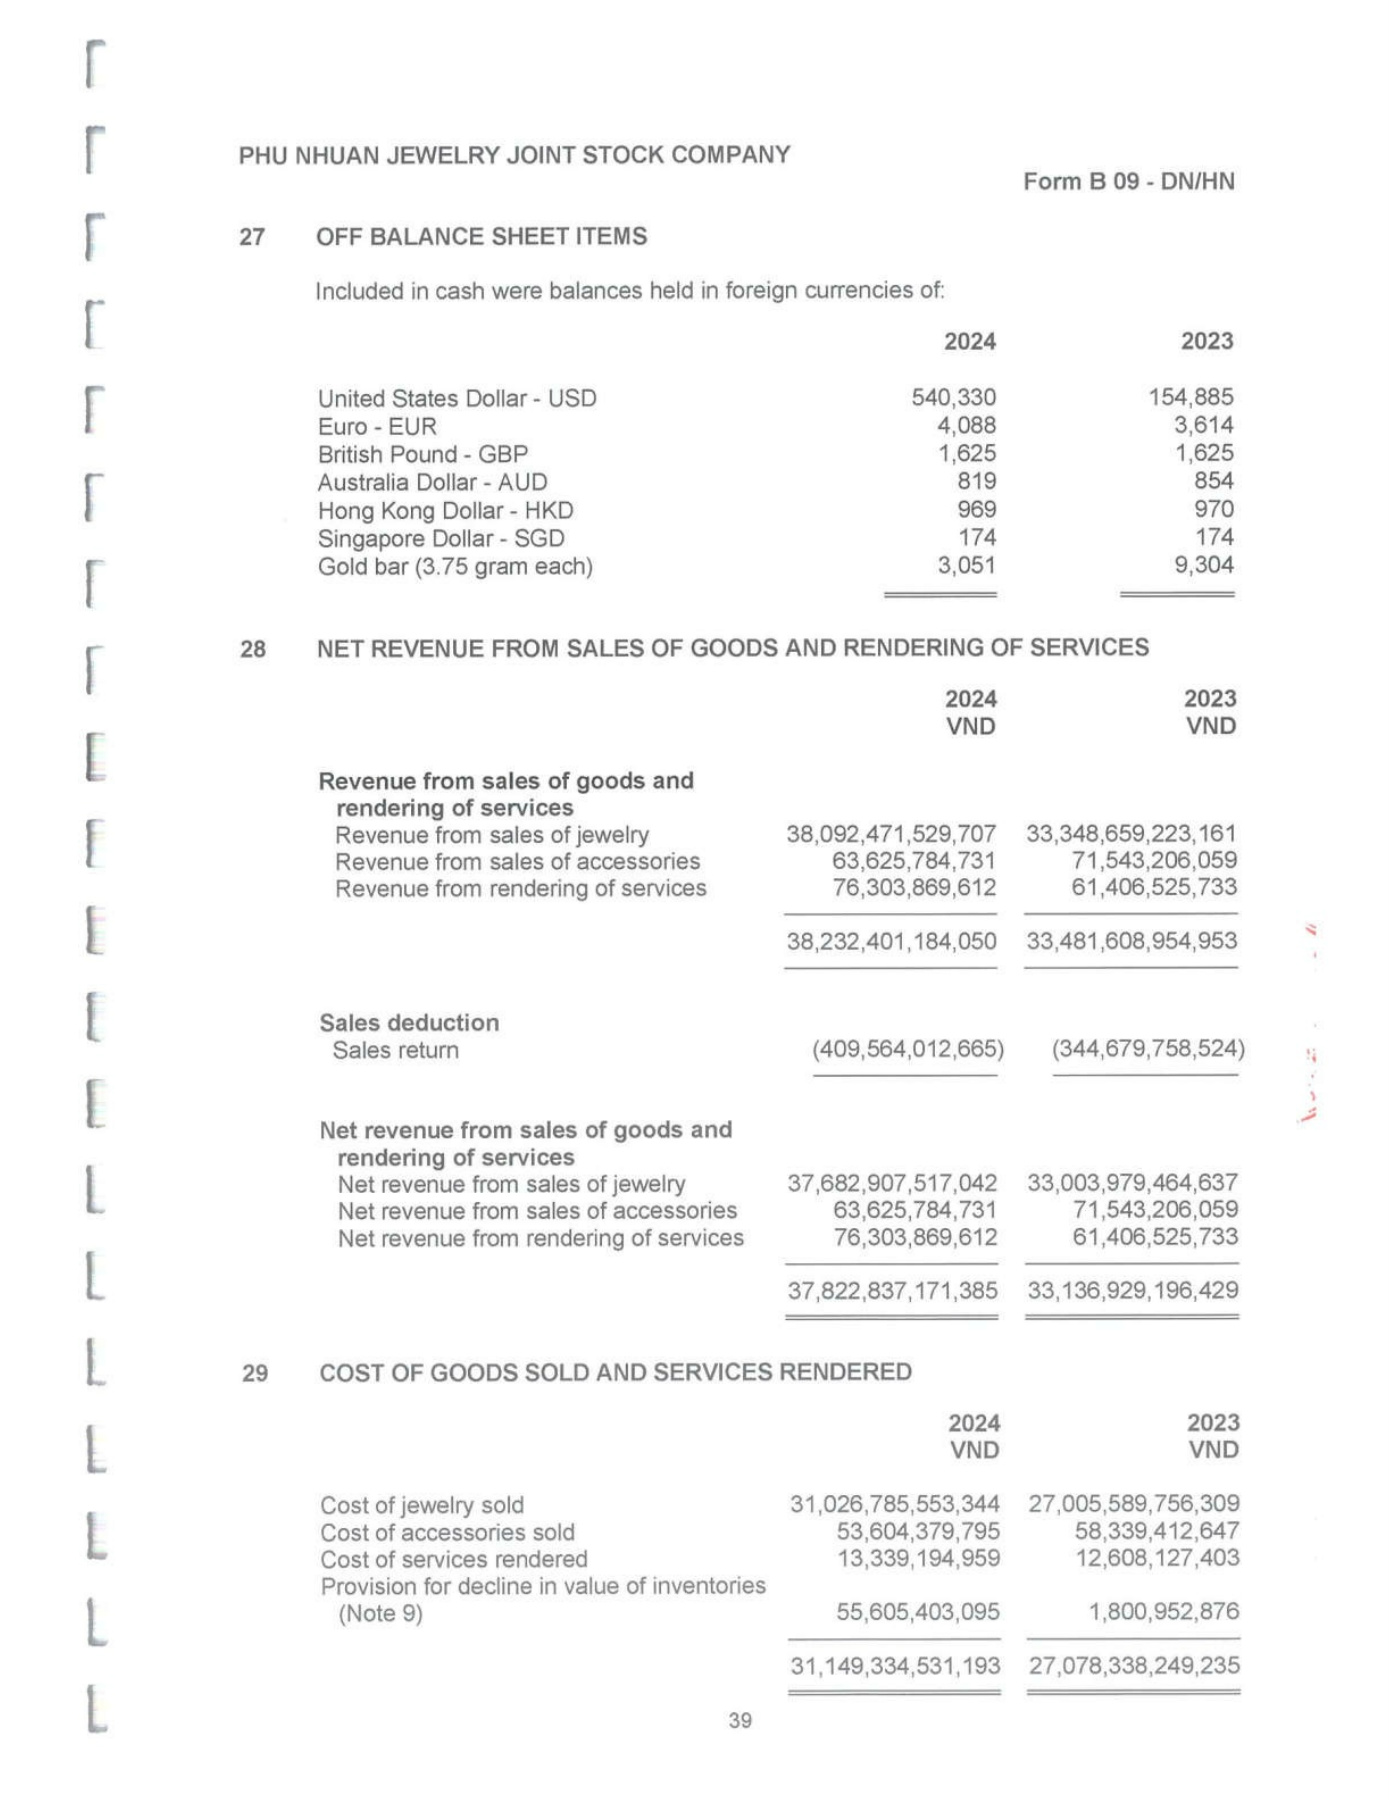 PHU NHUAN JEWELRY JOINT STOCK COMPANY
Form B 09 - DN/HN
27 OFF BALANCE SHEET ITEMS
Included in cash were balances held in foreign currencies of:
2024 2023
United States Dollar - USD 540,330 154,885
Euro - EUR 4,088 3,614
British Pound - GBP 1,625 1,625
Australia Dollar - AUD 819 854
Hong Kong Dollar - HKD 969 970
Singapore Dollar - SGD 174 174
Gold bar (3.75 gram each) 3,051 9,304
28 NET REVENUE FROM SALES OF GOODS AND RENDERING OF SERVICES
2024 2023
VND VND
Revenue from sales of goods and
rendering of services
Revenue from sales of jewelry 38,092,471,529,707 33,348,659,223,161
Revenue from sales of accessories 63,625,784,731 71,543,206,059
Revenue from rendering of services 76,303,869,612 61,406,525,733
38,232,401,184,050 33,481,608,954,953
Sales deduction
Sales return (409,564,012,665) (344,679,758,524)
Net revenue from sales of goods and
rendering of services
Net revenue from sales of jewelry 37,682,907,517,042 33,003,979,464,637
Net revenue from sales of accessories 63,625,784,731 71,543,206,059
Net revenue from rendering of services 76,303,869,612 61,406,525,733
37,822,837,171,385 33,136,929,196,429
29 COST OF GOODS SOLD AND SERVICES RENDERED
2024 2023
VND VND
Cost of jewelry sold 31,026,785,553,344 27,005,589,756,309
Cost of accessories sold 53,604,379,795 58,339,412,647
Cost of services rendered 13,339,194,959 12,608,127,403
Provision for decline in value of inventories
(Note 9) 55,605,403,095 1,800,952,876
31,149,334,531,193 27,078,338,249,235
39